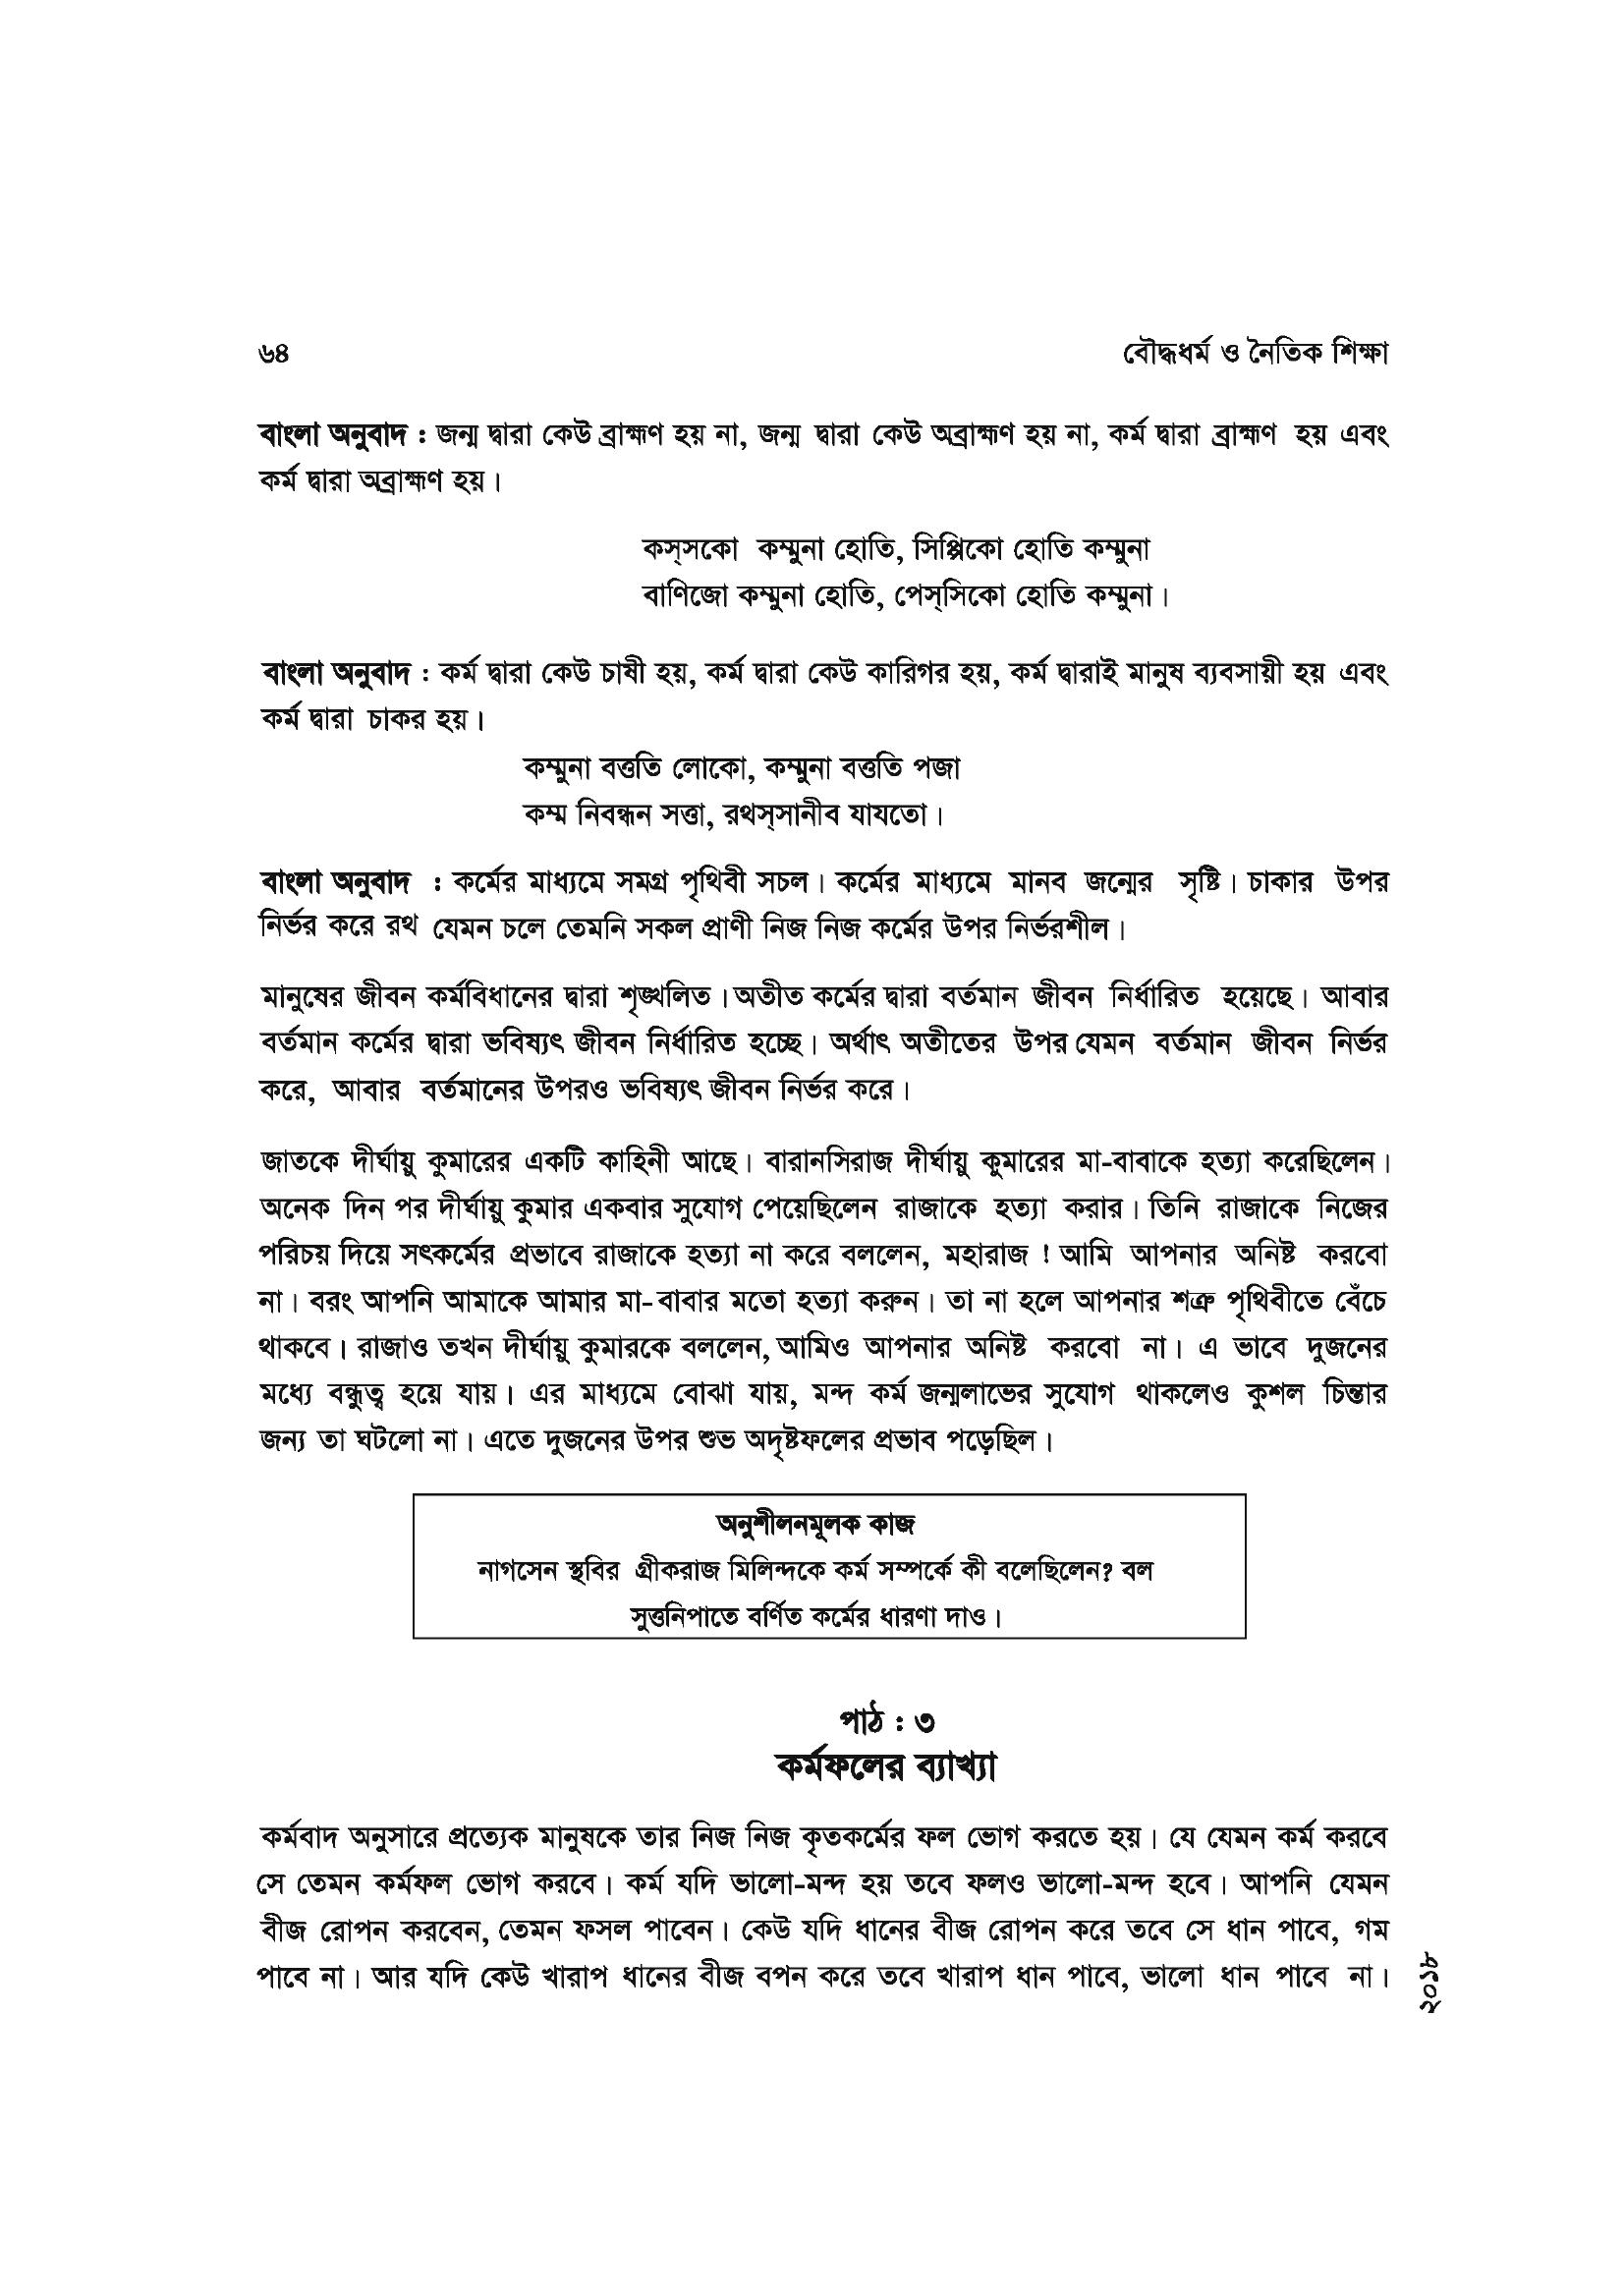 ৬৪ বৌদ্ধধর্ম ও নৈতিক শিক্ষা
বাংলা অনুবাদ : জন্ম দ্বারা কেউ ব্রাহ্মণ হয় না, জন্ম দ্বারা কেউ অব্রাহ্মণ হয় না, কর্ম দ্বারা ব্রাহ্মণ হয় এবং
কর্ম দ্বারা অব্রাহ্মণ হয়।
কস্‌সকো কম্মুনা হোতি, সিপ্পিকো হোতি কম্মুনা
বাণিজো কম্মুনা হোতি, পেস্‌সিকো হোতি কম্মুনা।
বাংলা অনুবাদ : কর্ম দ্বারা কেউ চাষী হয়, কর্ম দ্বারা কেউ কারিগর হয়, কর্ম দ্বারাই মানুষ ব্যবসায়ী হয় এবং
কর্ম দ্বারা চাকর হয়।
কম্মুনা বত্ততি লোকো, কম্মুনা বত্ততি পজা
কম্ম নিবন্ধন সত্তা, রথস্‌সানীব যাযতো।
বাংলা অনুবাদ : কর্মের মাধ্যমে সমগ্র পৃথিবী সচল। কর্মের মাধ্যমে মানব জন্মের সৃষ্টি। চাকার উপর
নির্ভর করে রথ যেমন চলে তেমনি সকল প্রাণী নিজ নিজ কর্মের উপর নির্ভরশীল।
মানুষের জীবন কর্মবিধানের দ্বারা শৃঙ্খলিত। অতীত কর্মের দ্বারা বর্তমান জীবন নির্ধারিত হয়েছে। আবার
বর্তমান কর্মের দ্বারা ভবিষ্যৎ জীবন নির্ধারিত হচ্ছে। অর্থাৎ অতীতের উপর যেমন বর্তমান জীবন নির্ভর
করে, আবার বর্তমানের উপরও ভবিষ্যৎ জীবন নির্ভর করে।
জাতকে দীর্ঘায়ু কুমারের একটি কাহিনী আছে। বারানসিরাজ দীর্ঘায়ু কুমারের মা-বাবাকে হত্যা করেছিলেন।
অনেক দিন পর দীর্ঘায়ু কুমার একবার সুযোগ পেয়েছিলেন রাজাকে হত্যা করার। তিনি রাজাকে নিজের
পরিচয় দিয়ে সৎকর্মের প্রভাবে রাজাকে হত্যা না করে বললেন, মহারাজ ! আমি আপনার অনিষ্ট করবো
না। বরং আপনি আমাকে আমার মা-বাবার মতো হত্যা করুন। তা না হলে আপনার শত্রু পৃথিবীতে বেঁচে
থাকবে। রাজাও তখন দীর্ঘায়ু কুমারকে বললেন, আমিও আপনার অনিষ্ট করবো না। এ ভাবে দুজনের
মধ্যে বন্ধুত্ব হয়ে যায়। এর মাধ্যমে বোঝা যায়, মন্দ কর্ম জন্মলাভের সুযোগ থাকলেও কুশল চিন্তার
জন্য তা ঘটলো না। এতে দুজনের উপর শুভ অদৃষ্টফলের প্রভাব পড়েছিল।
অনুশীলনমূলক কাজ
নাগসেন স্থবির গ্রীকরাজ মিলিন্দকে কর্ম সম্পর্কে কী বলেছিলেন? বল
সুত্তনিপাতে বর্ণিত কর্মের ধারণা দাও।
পাঠ : ৩
কর্মফলের ব্যাখ্যা
কর্মবাদ অনুসারে প্রত্যেক মানুষকে তার নিজ নিজ কৃতকর্মের ফল ভোগ করতে হয়। যে যেমন কর্ম করবে
সে তেমন কর্মফল ভোগ করবে। কর্ম যদি ভালো-মন্দ হয় তবে ফলও ভালো-মন্দ হবে। আপনি যেমন
বীজ রোপন করবেন, তেমন ফসল পাবেন। কেউ যদি ধানের বীজ রোপন করে তবে সে ধান পাবে, গম
পাবে না। আর যদি কেউ খারাপ ধানের বীজ বপন করে তবে খারাপ ধান পাবে, ভালো ধান পাবে না।
২০১৮